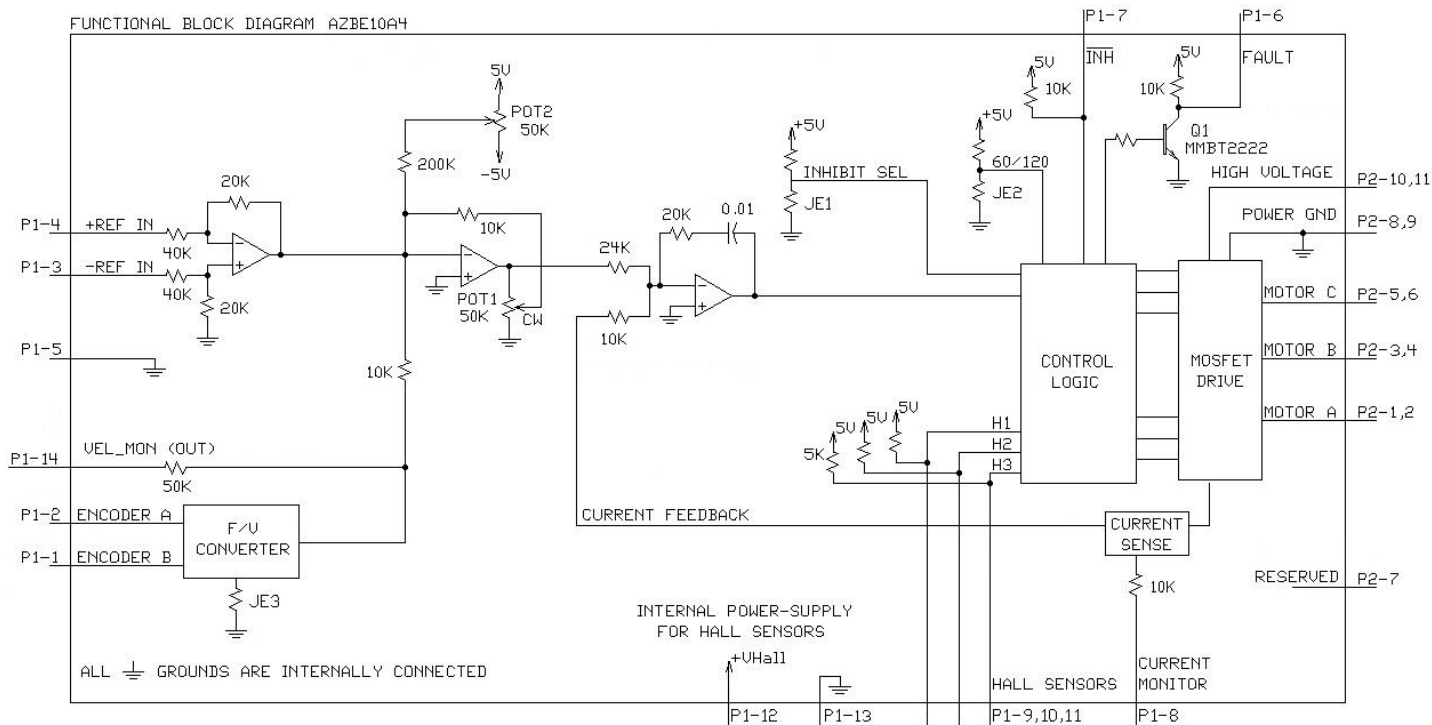 FUNCTIONAL BLOCK DIAGRAM AZBE10A4
P1-7
P1-6
INH
FAULT
5V
10K
5V
10K
Q1
MMBT2222
5V
POT2
50K
-5V
200K
+5V
INHIBIT SEL
JE1
+5V
60/120
JE2
HIGH VOLTAGE
P2-10,11
POWER GND
P2-8,9
P1-4
+REF IN
40K
20K
P1-3
-REF IN
40K
20K
10K
POT1
50K
CW
24K
20K
0.01
10K
MOTOR C
P2-5,6
P1-5
10K
CONTROL
LOGIC
MOSFET
DRIVE
MOTOR B
P2-3,4
MOTOR A
P2-1,2
5V
5V
5V
5K
H1
H2
H3
P1-14
VEL_MON (OUT)
50K
P1-2
ENCODER A
P1-1
ENCODER B
F/V
CONVERTER
JE3
CURRENT FEEDBACK
CURRENT
SENSE
10K
RESERVED
P2-7
INTERNAL POWER-SUPPLY
FOR HALL SENSORS
+VHall
ALL GROUNDS ARE INTERNALLY CONNECTED
HALL SENSORS
CURRENT
MONITOR
P1-12
P1-13
P1-9,10,11
P1-8